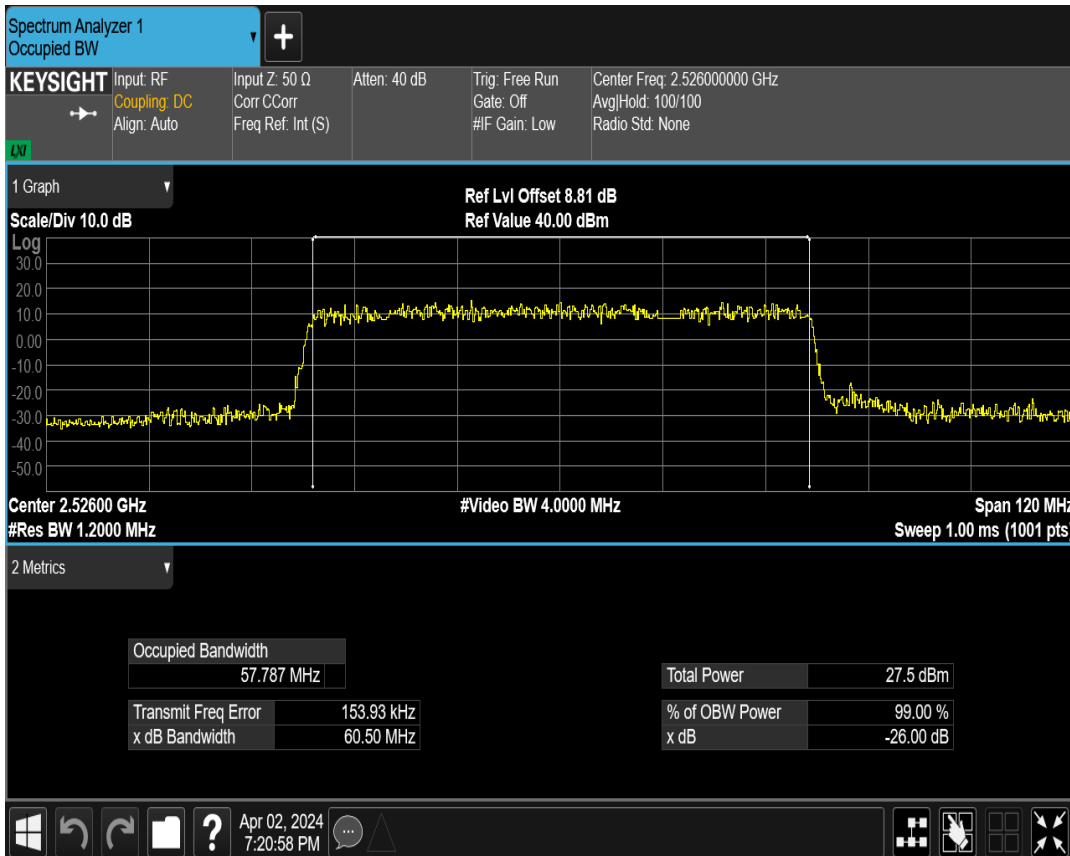 Spectrum Analyzer 1
Occupied BW
KEYSIGHT
LXI
Input: RF
Coupling: DC
Align: Auto
Input Z: 50 Ω
Corr CCorr
Freq Ref: Int (S)
Atten: 40 dB
Trig: Free Run
Gate: Off
#IF Gain: Low
Center Freq: 2.526000000 GHz
Avg|Hold: 100/100
Radio Std: None
1 Graph
Scale/Div 10.0 dB
Ref Lvl Offset 8.81 dB
Ref Value 40.00 dBm
Log
30.0
20.0
10.0
0.00
-10.0
-20.0
-30.0
-40.0
-50.0
Center 2.52600 GHz
#Video BW 4.0000 MHz
Span 120 MHz
#Res BW 1.2000 MHz
Sweep 1.00 ms (1001 pts)
2 Metrics
Occupied Bandwidth
57.787 MHz
Total Power 27.5 dBm
Transmit Freq Error 153.93 kHz
% of OBW Power 99.00 %
x dB Bandwidth 60.50 MHz
x dB -26.00 dB
?
Apr 02, 2024
7:20:58 PM